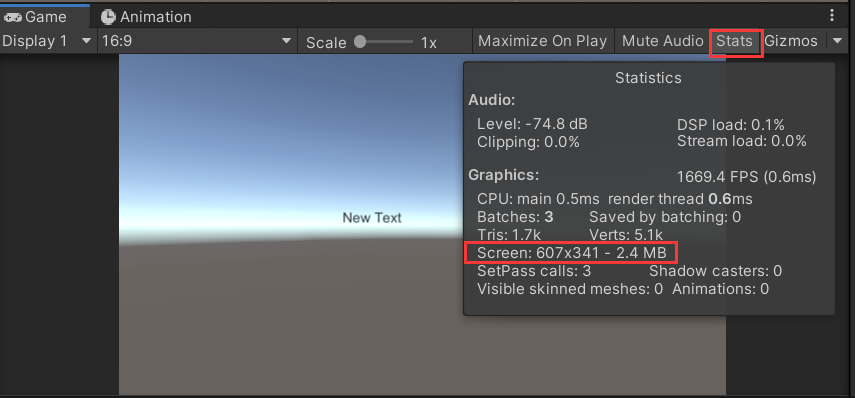 Game Animation
Display 1 16:9 Scale 1x Maximize On Play Mute Audio Stats Gizmos
Statistics
Audio:
Level: -74.8 dB DSP load: 0.1%
Clipping: 0.0% Stream load: 0.0%
Graphics: 1669.4 FPS (0.6ms)
CPU: main 0.5ms render thread 0.6ms
Batches: 3 Saved by batching: 0
Tris: 1.7k Verts: 5.1k
Screen: 607x341 - 2.4 MB
SetPass calls: 3 Shadow casters: 0
Visible skinned meshes: 0 Animations: 0
New Text